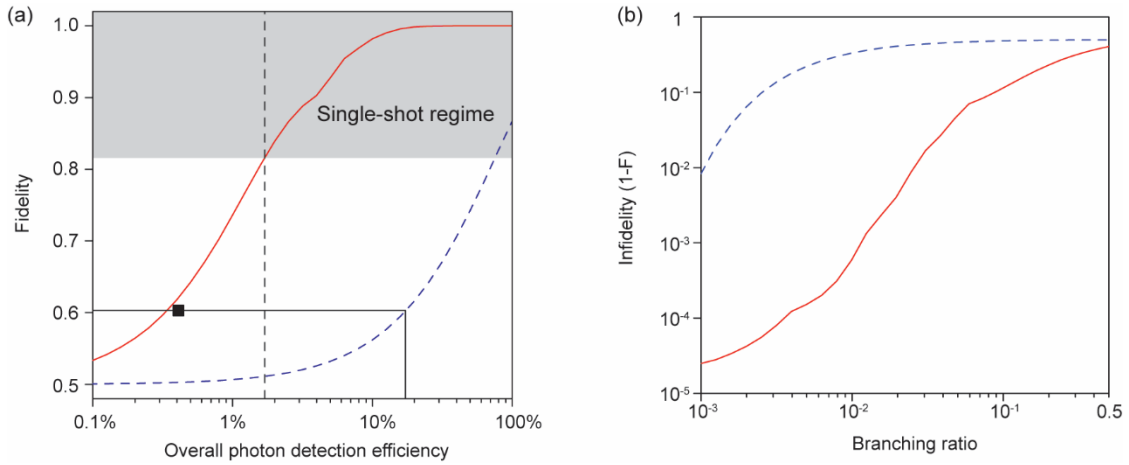 (a)
1.0
0.9
0.8
0.7
0.6
0.5
Fidelity
Single-shot regime
0.1%
1%
10%
100%
Overall photon detection efficiency
(b)
1
10⁻¹
10⁻²
10⁻³
10⁻⁴
10⁻⁵
Infidelity (1-F)
10⁻³
10⁻²
10⁻¹
0.5
Branching ratio